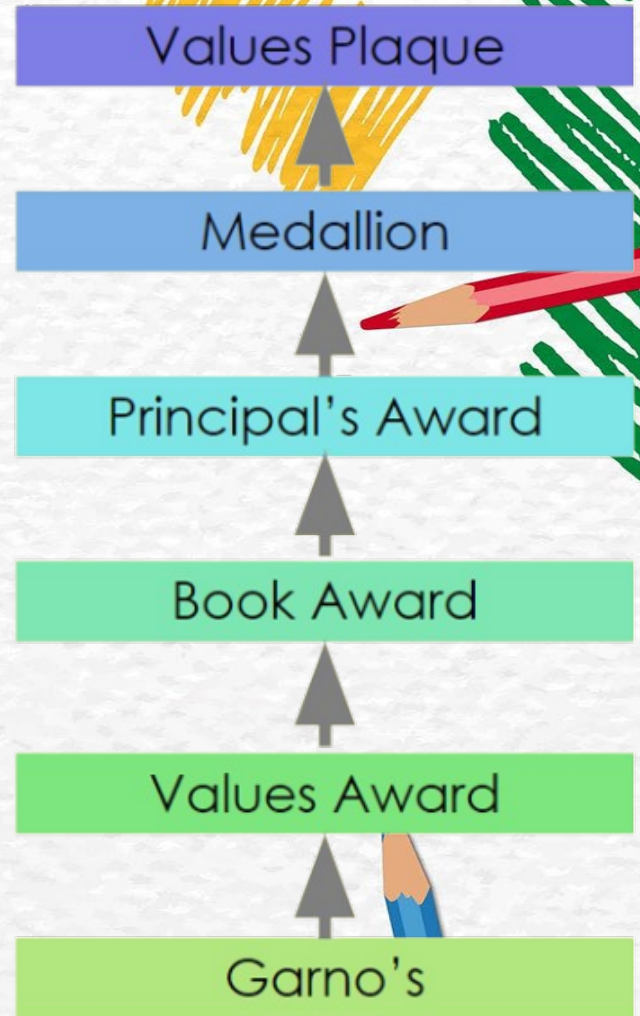 Values Plaque
Medallion
Principal’s Award
Book Award
Values Award
Garno’s